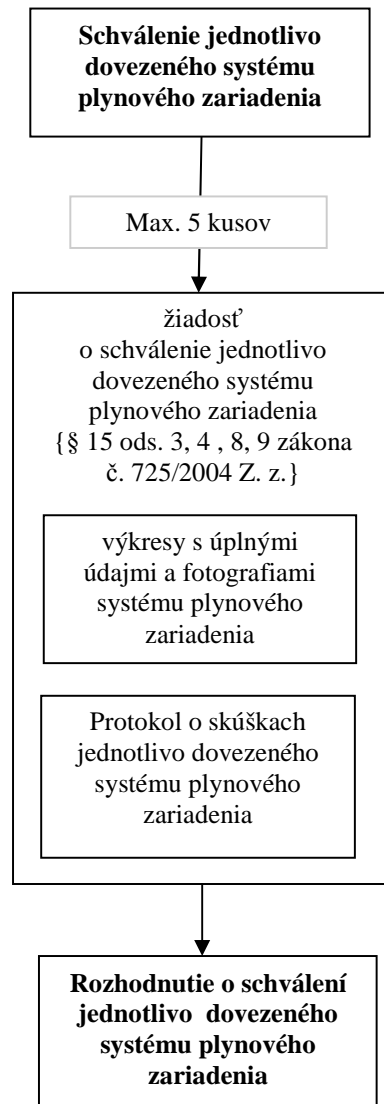 Schválenie jednotlivo
dovezeného systému
plynového zariadenia
Max. 5 kusov
žiadosť
o schválenie jednotlivo
dovezeného systému
plynového zariadenia
{§ 15 ods. 3, 4 , 8, 9 zákona
č. 725/2004 Z. z.}
výkresy s úplnými
údajmi a fotografiami
systému plynového
zariadenia
Protokol o skúškach
jednotlivo dovezeného
systému plynového
zariadenia
Rozhodnutie o schválení
jednotlivo dovezeného
systému plynového
zariadenia